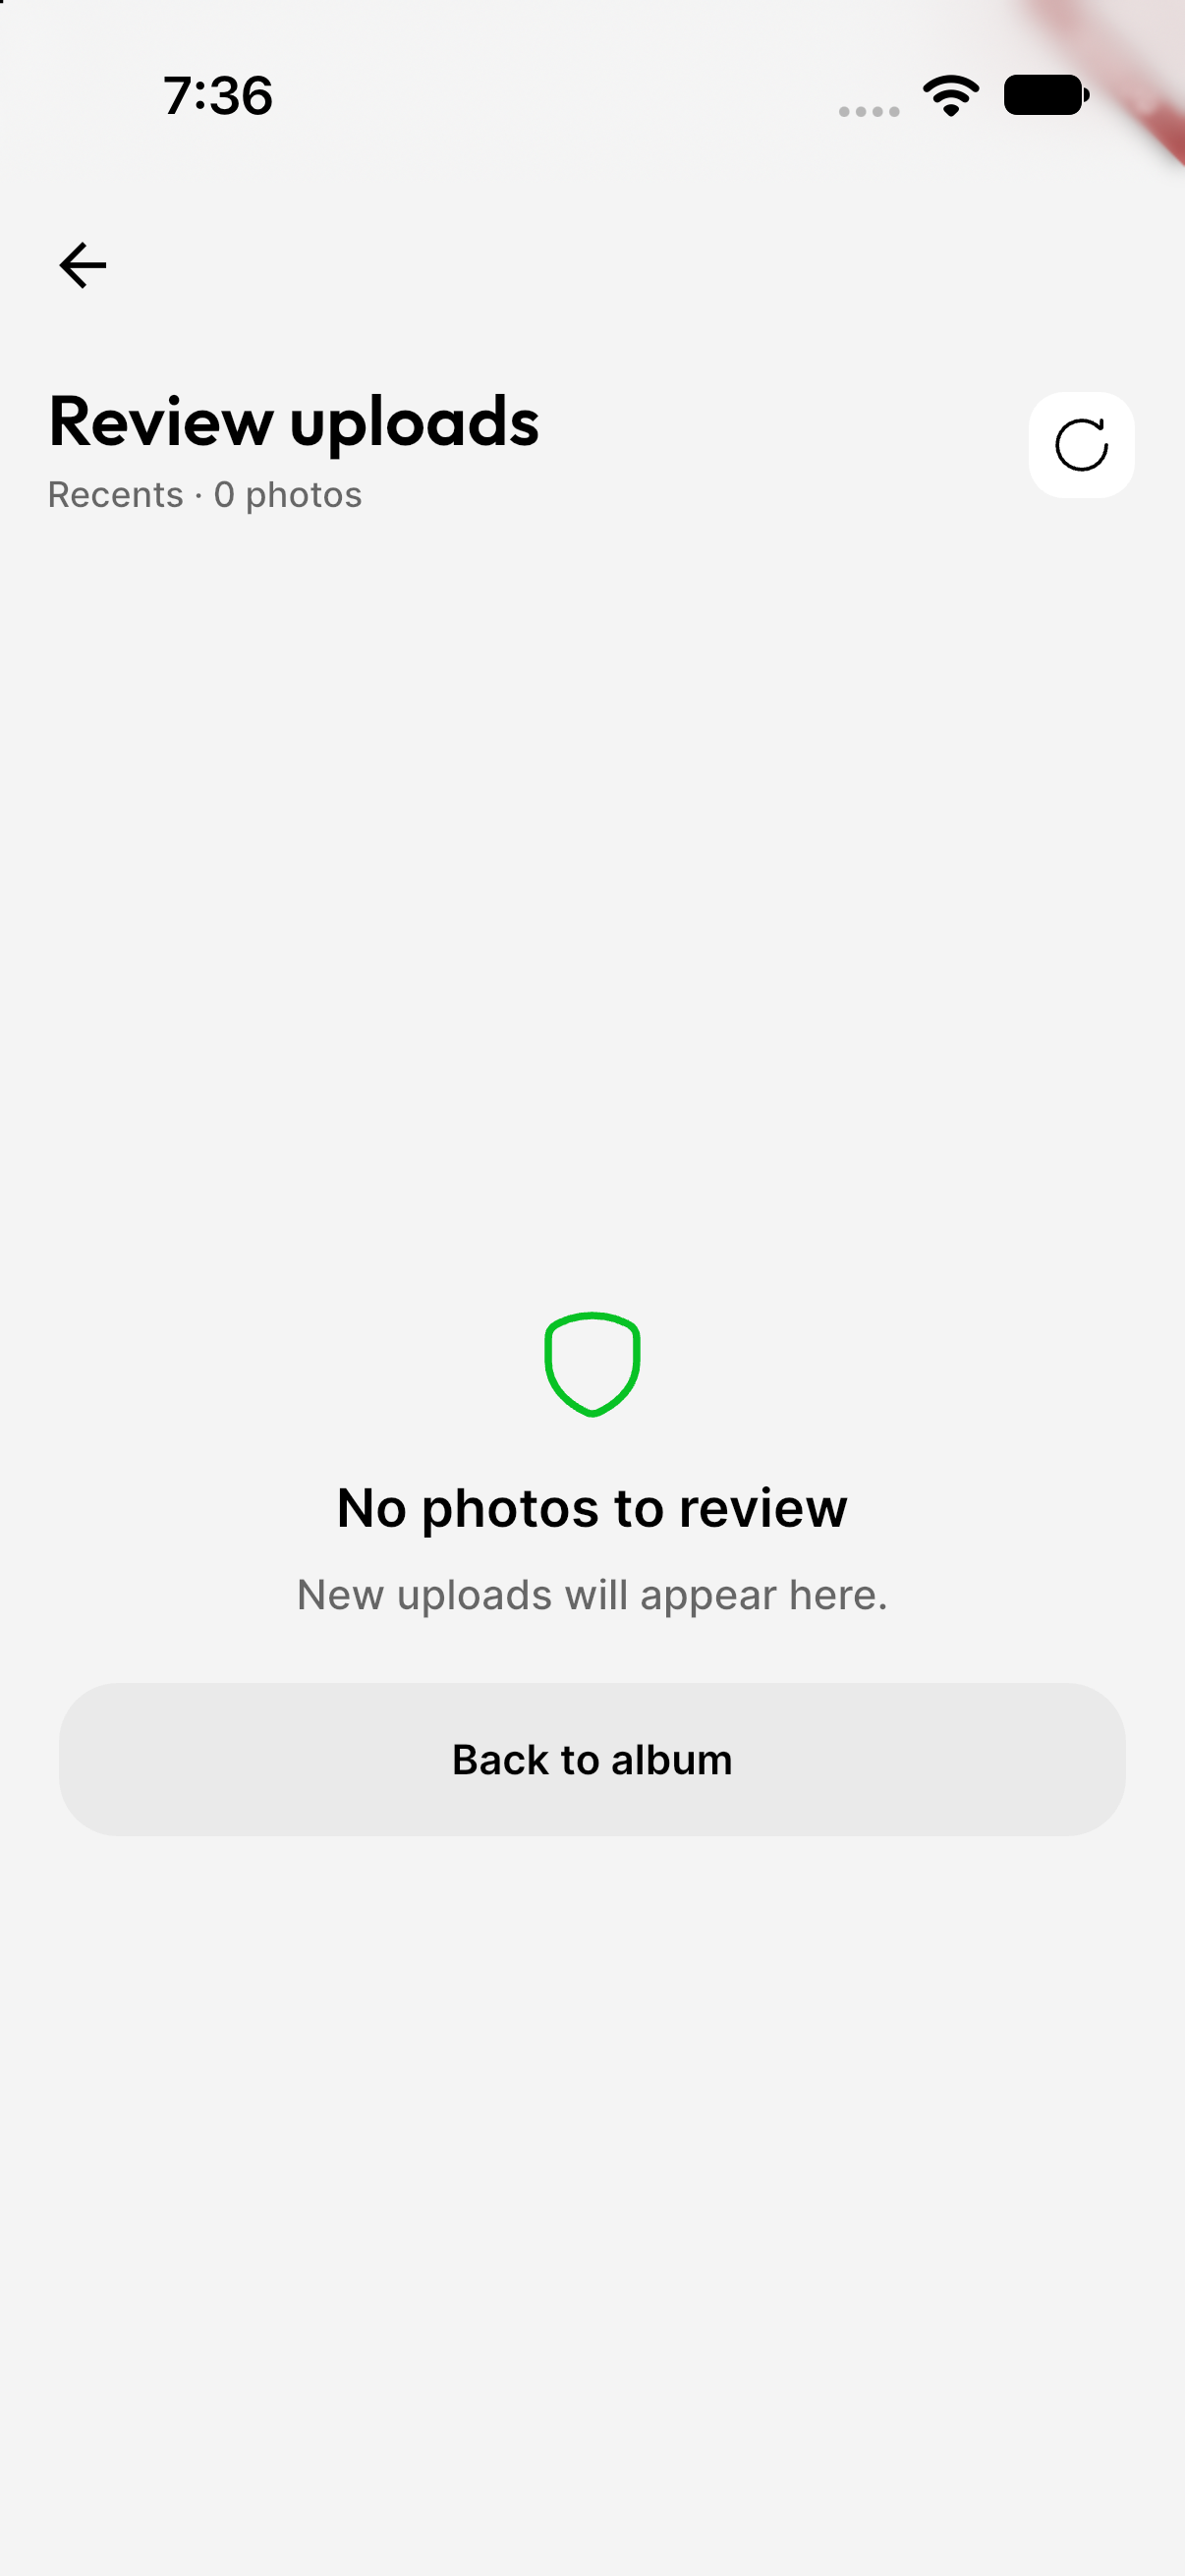 7:36
Review uploads
Recents · 0 photos
No photos to review
New uploads will appear here.
Back to album